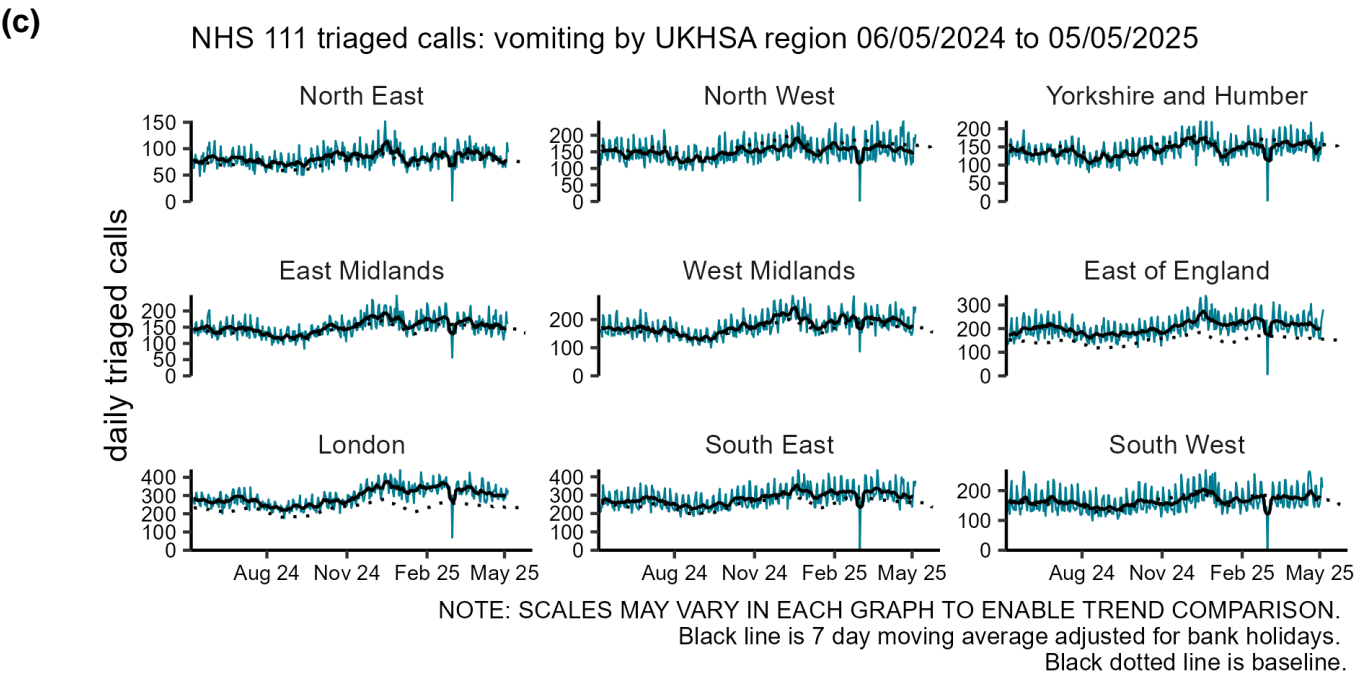 (c)
NHS 111 triaged calls: vomiting by UKHSA region 06/05/2024 to 05/05/2025
daily triaged calls
North East
150
100
50
0
North West
200
150
100
50
0
Yorkshire and Humber
200
150
100
50
0
East Midlands
200
150
100
50
0
West Midlands
200
100
0
East of England
300
200
100
0
London
400
300
200
100
0
Aug 24 Nov 24 Feb 25 May 25
South East
400
300
200
100
0
Aug 24 Nov 24 Feb 25 May 25
South West
200
100
0
Aug 24 Nov 24 Feb 25 May 25
NOTE: SCALES MAY VARY IN EACH GRAPH TO ENABLE TREND COMPARISON.
Black line is 7 day moving average adjusted for bank holidays.
Black dotted line is baseline.